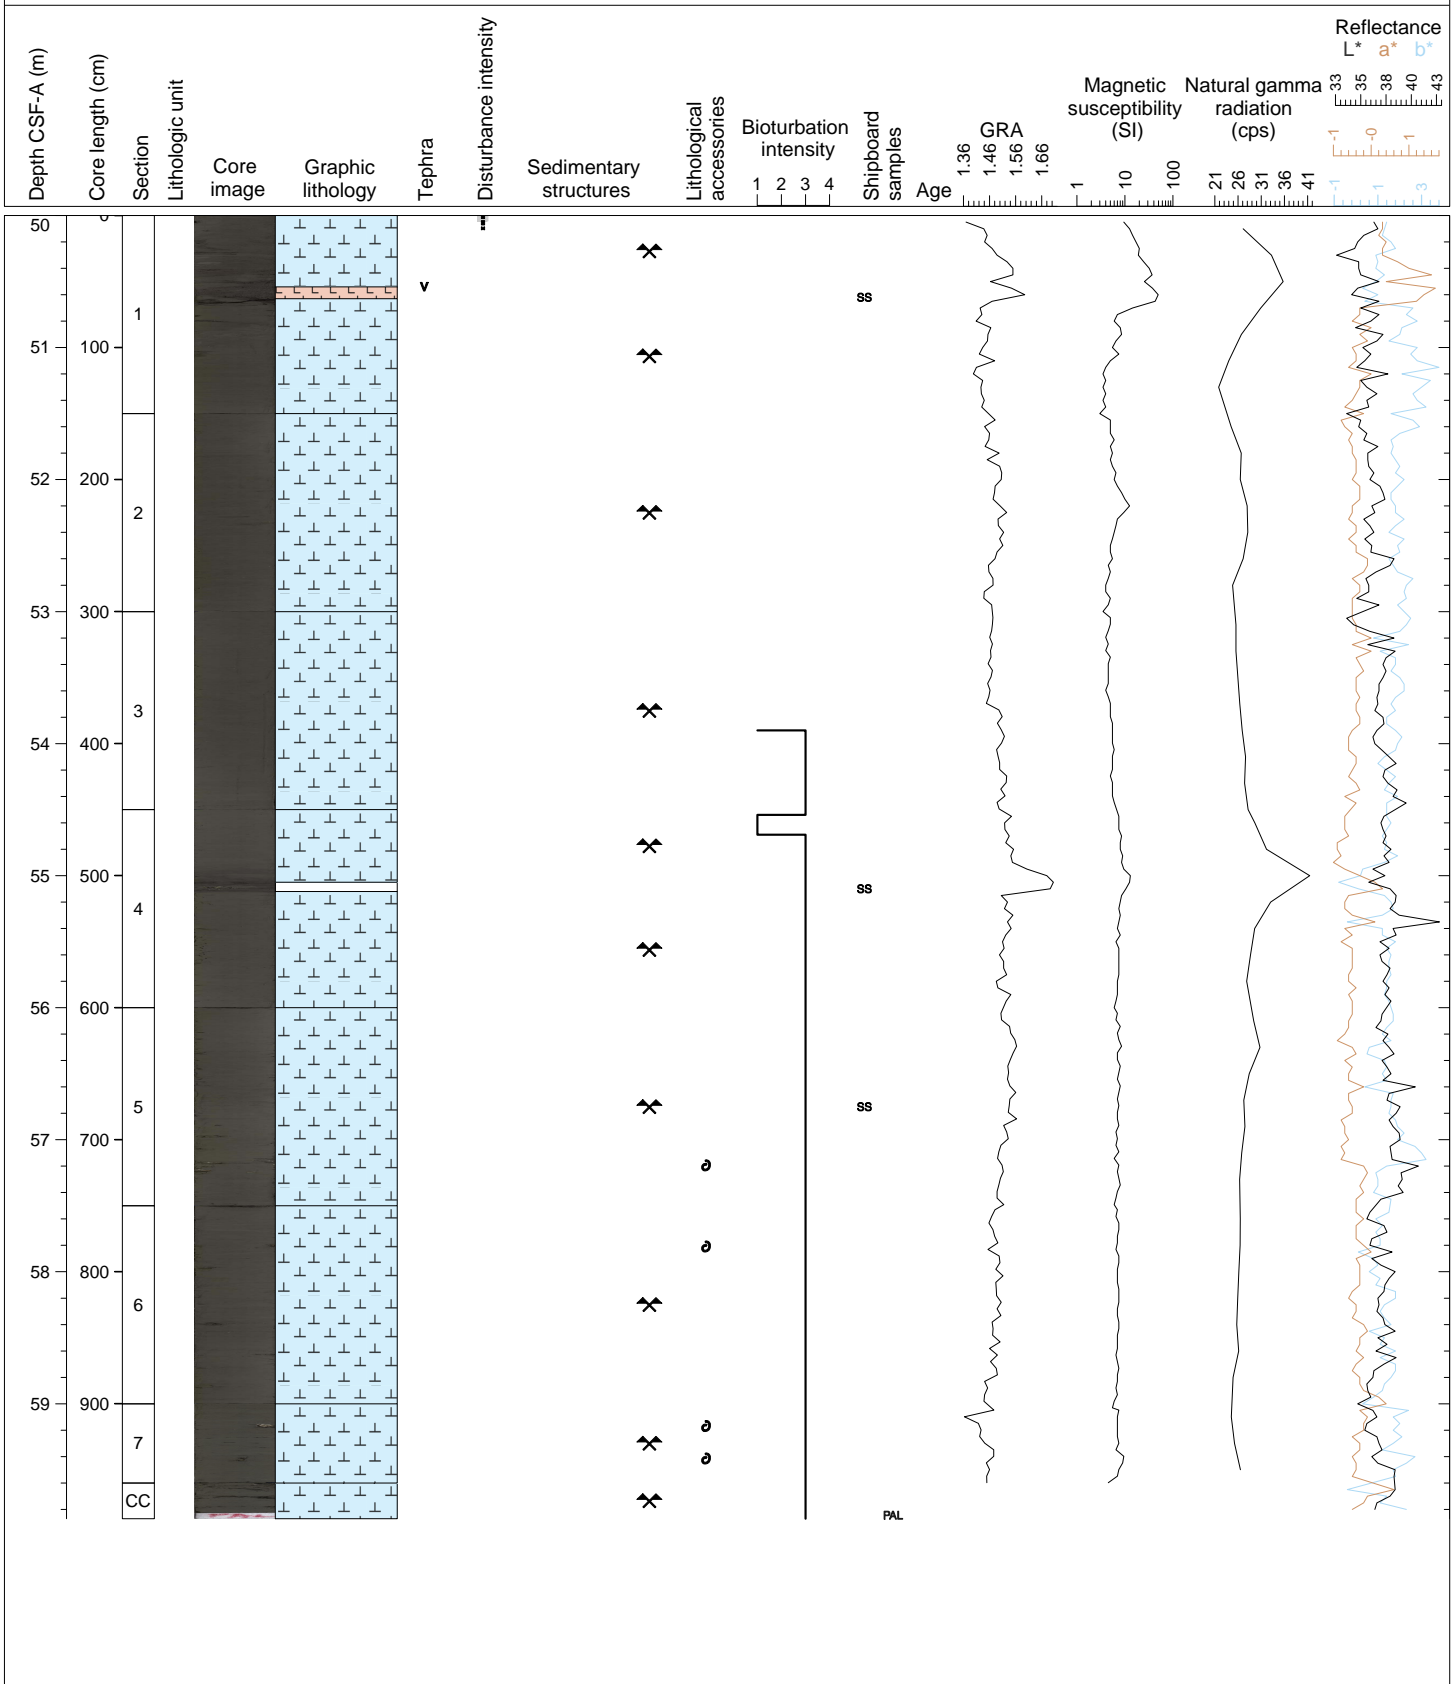 Depth CSF-A (m)
Core length (cm)
Section
Lithologic unit
Core
image
Graphic
lithology
Tephra
Disturbance intensity
Sedimentary
structures
Lithological
accessories
Bioturbation
intensity
1 2 3 4
Shipboard
samples
Age
GRA
1.36 1.46 1.56 1.66
Magnetic
susceptibility
(SI)
1 10 100
Natural gamma
radiation
(cps)
21 26 31 36 41
Reflectance
L* a* b*
33 35 38 40 43
-1 -0 1
-1 1 3
50 0
v
ss
1
51 100
52 200
2
53 300
3
54 400
55 500
ss
4
56 600
5
ss
57 700
58 800
6
59 900
7
CC
PAL